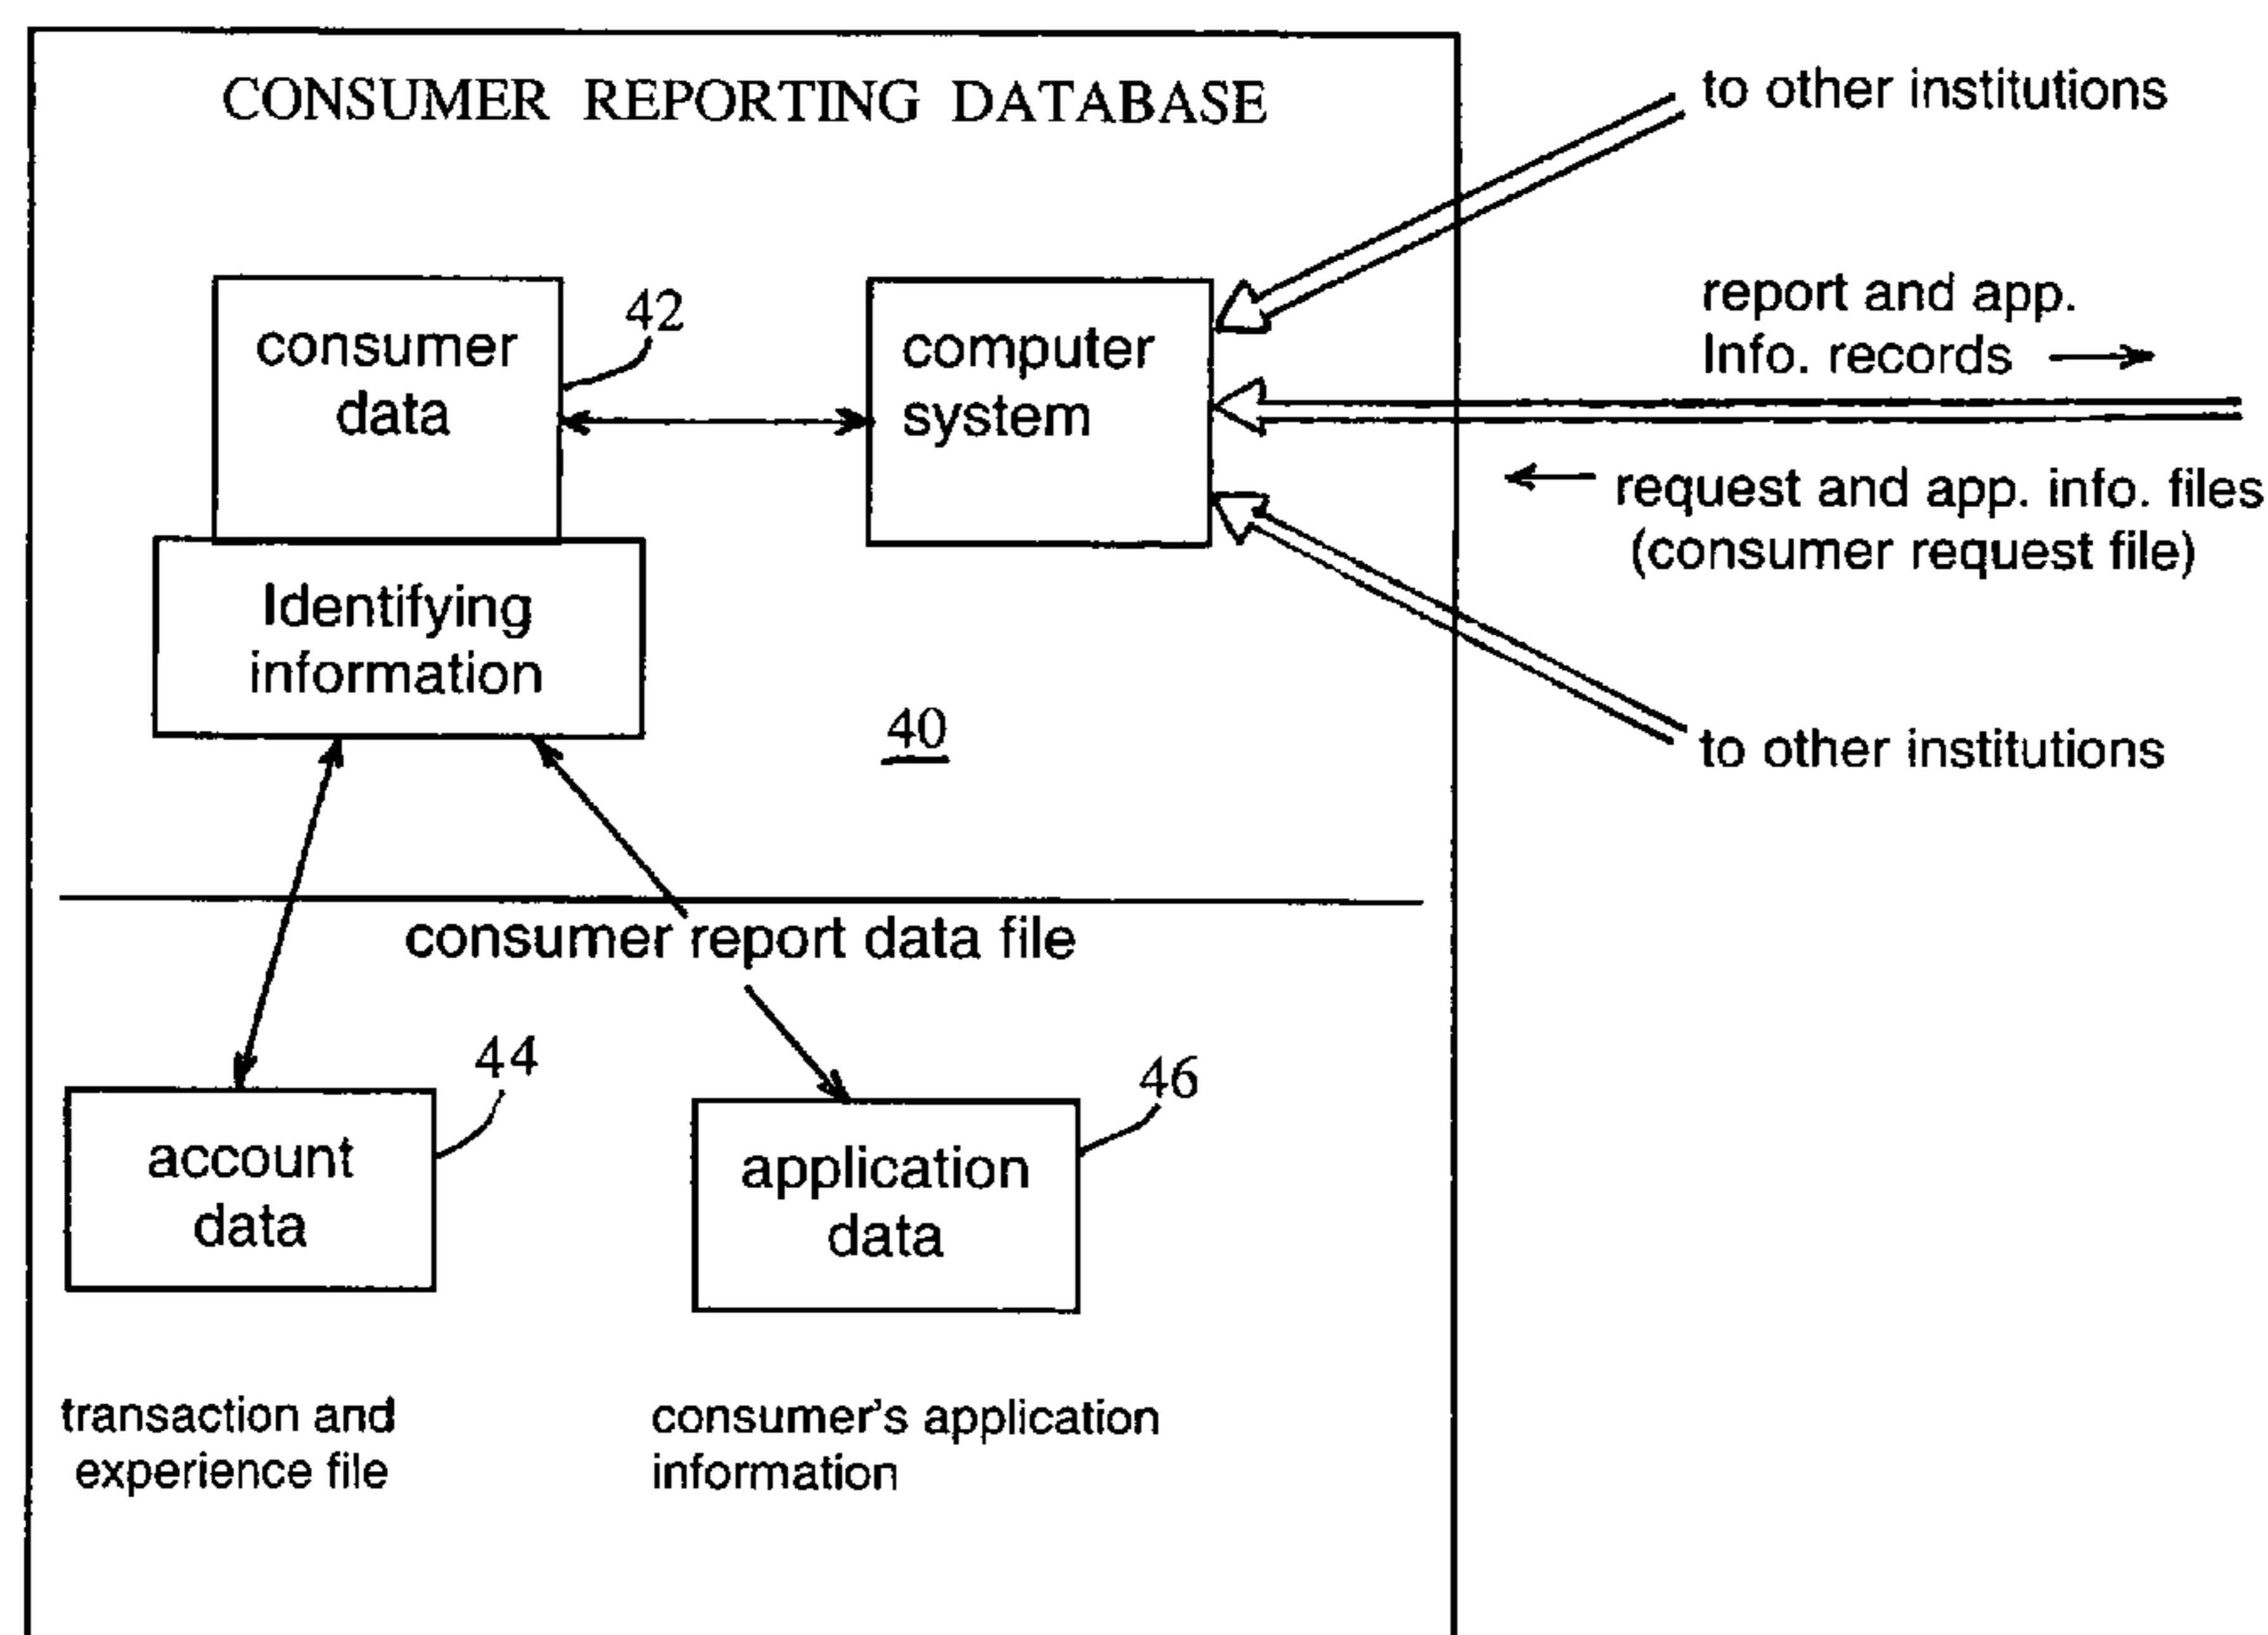 CONSUMER REPORTING DATABASE
to other institutions
report and app.
Info. records
42
consumer
data
computer
system
request and app. info. files
(consumer request file)
Identifying
information
40
to other institutions
consumer report data file
44
46
account
data
application
data
transaction and
experience file
consumer's application
information